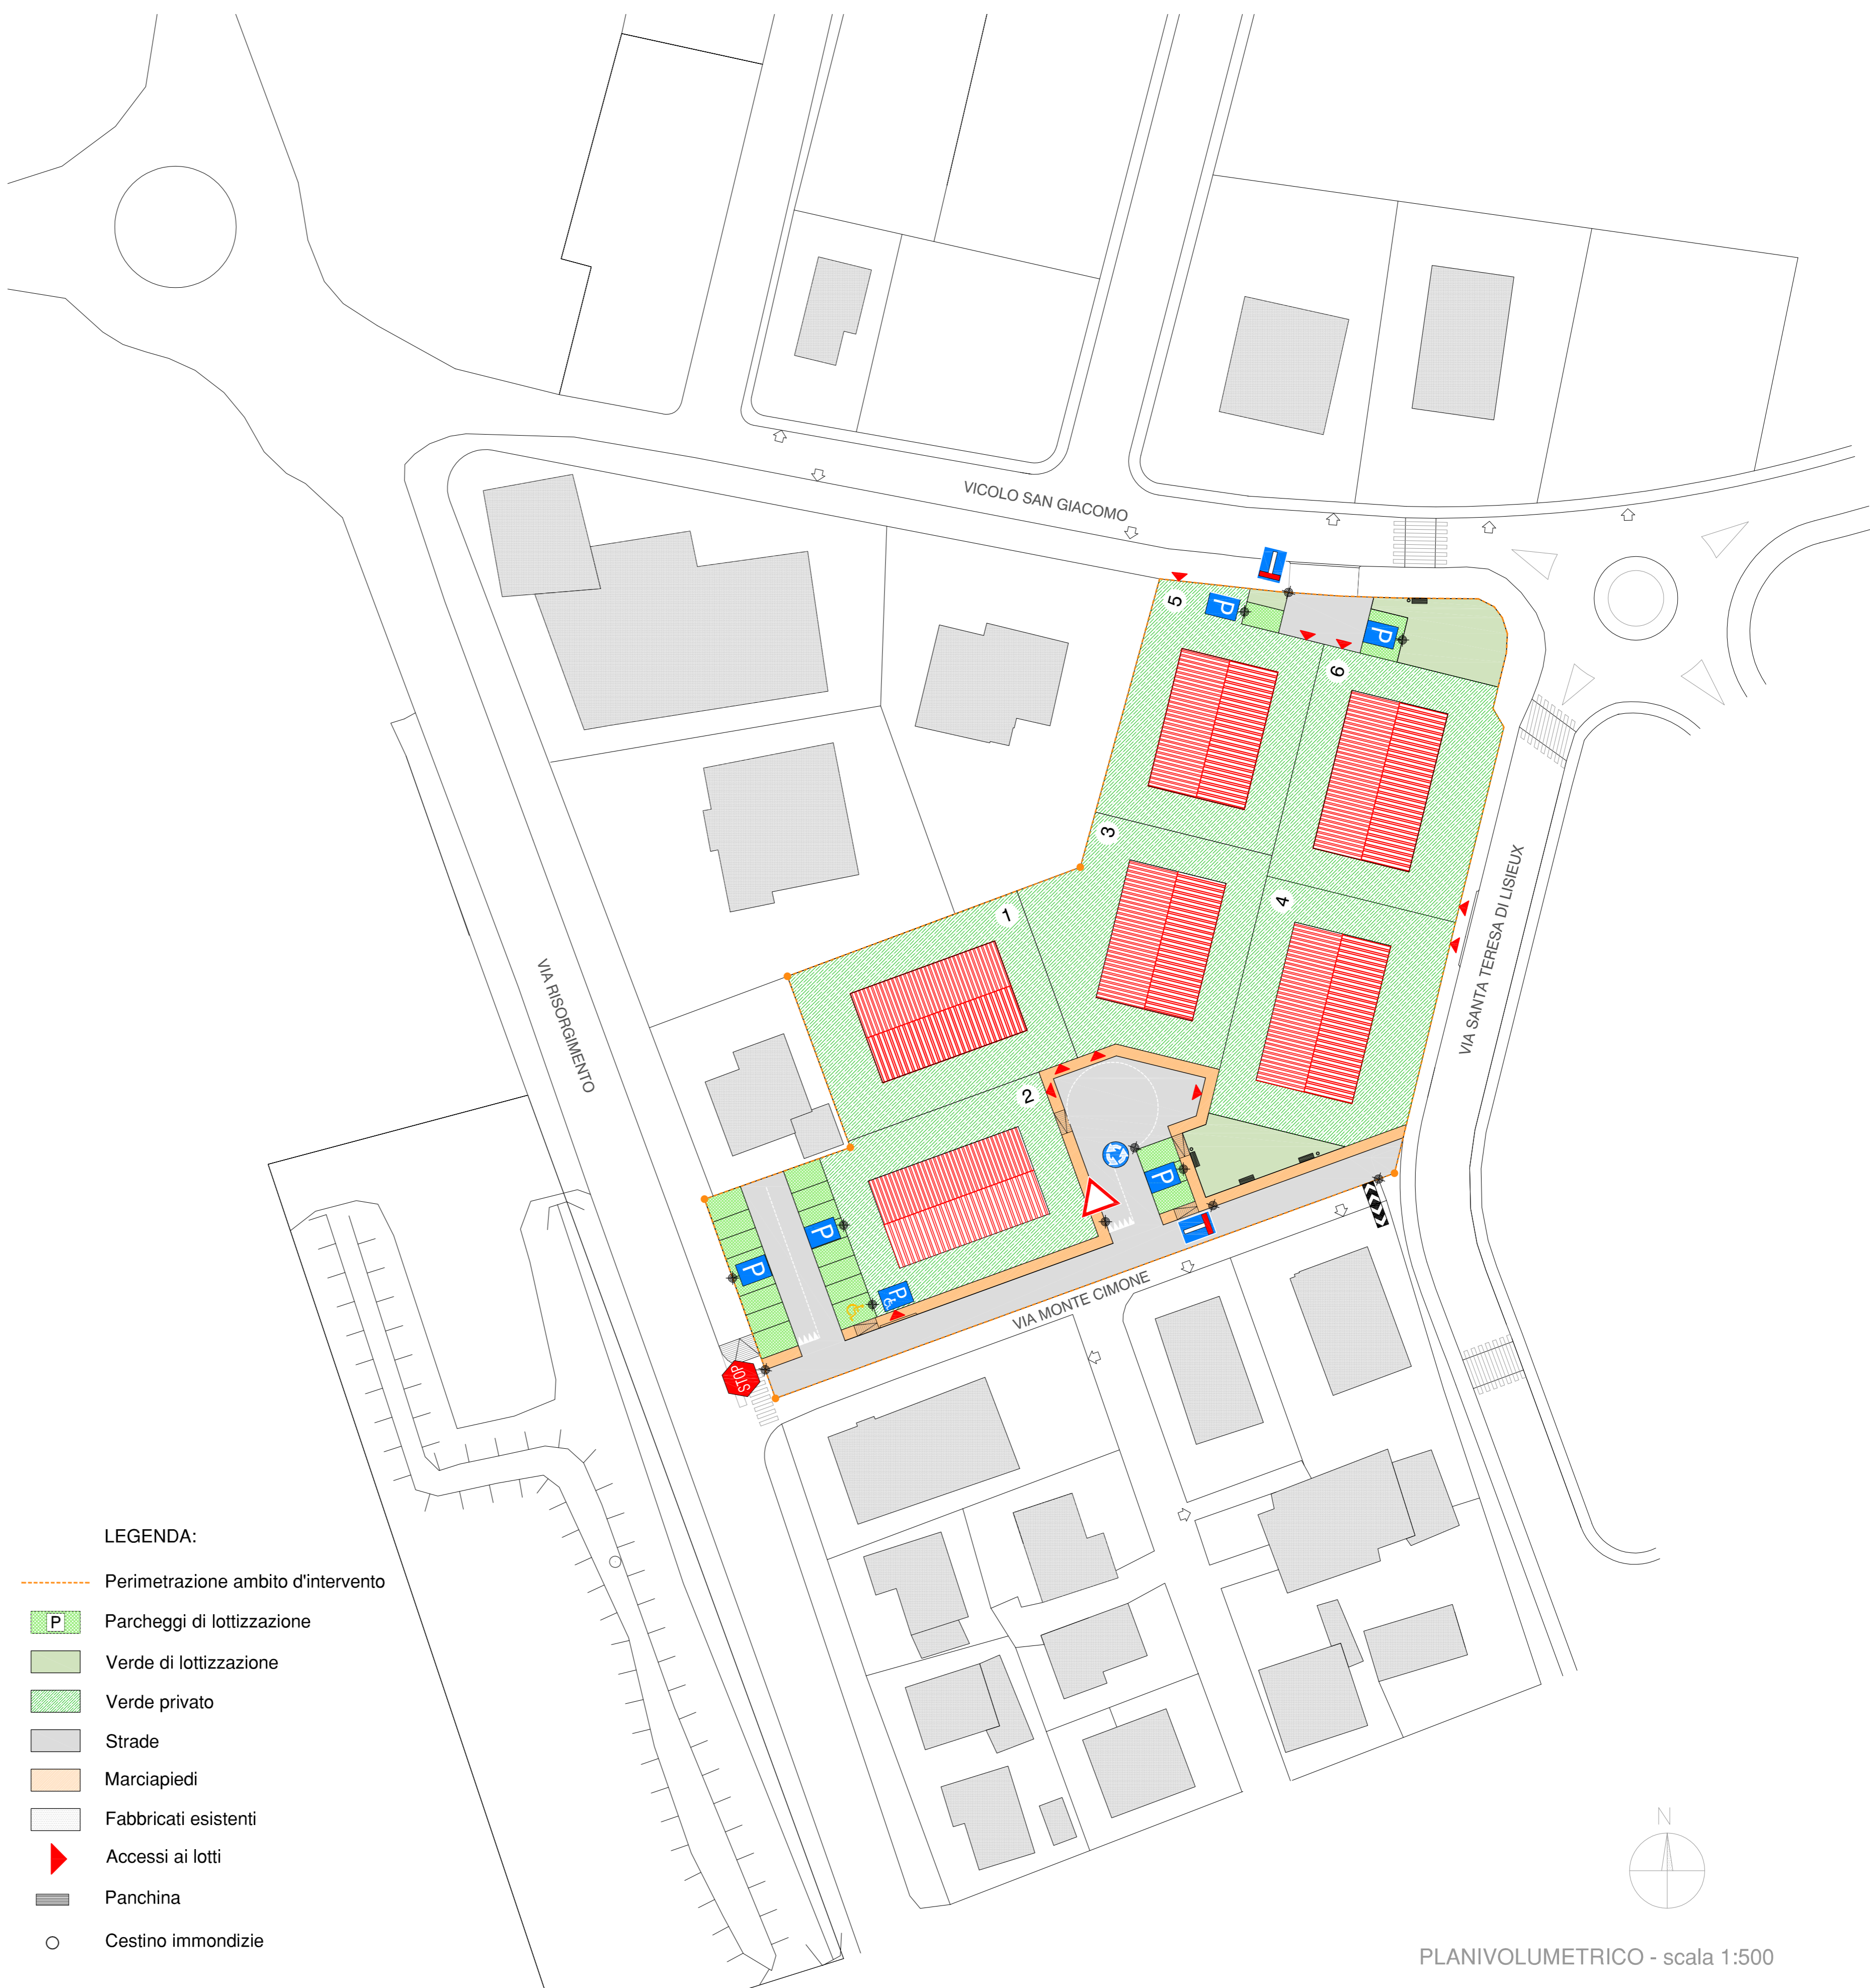 VICOLO SAN GIACOMO
5
P
P
6
3
4
1
VIA SANTA TERESA DI LISIEUX
VIA RISORGIMENTO
2
P
P
P
P
VIA MONTE CIMONE
STOP
LEGENDA:
Perimetrazione ambito d'intervento
P Parcheggi di lottizzazione
Verde di lottizzazione
Verde privato
Strade
Marciapiedi
Fabbricati esistenti
Accessi ai lotti
Panchina
Cestino immondizie
N
PLANIVOLUMETRICO - scala 1:500